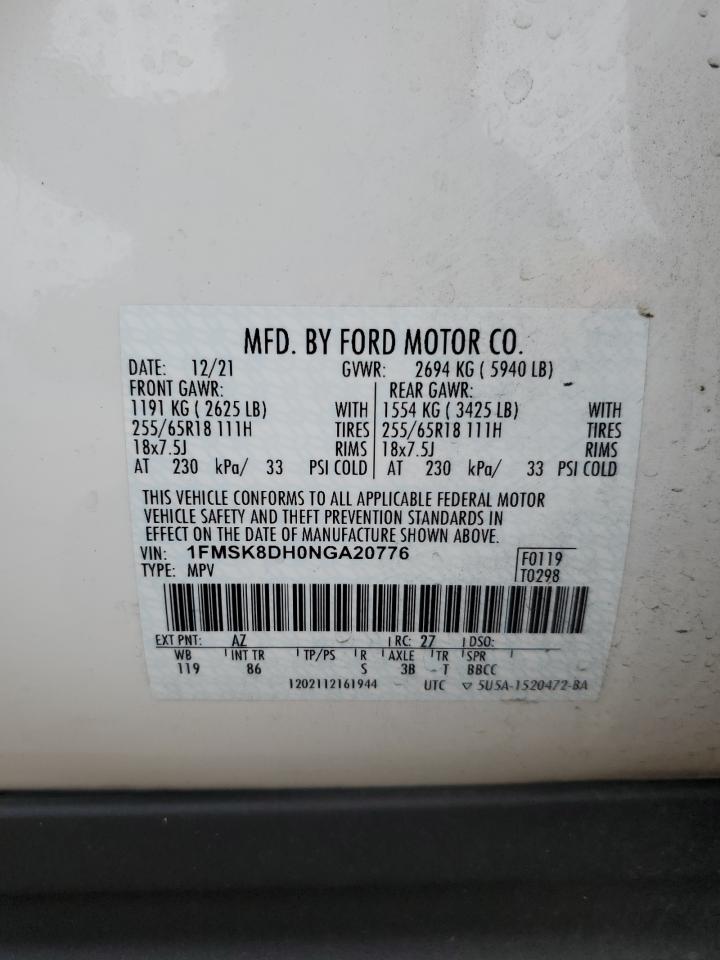 MFD. BY FORD MOTOR CO.
DATE: 12/21 GVWR: 2694 KG ( 5940 LB)
FRONT GAWR: REAR GAWR:
1191 KG ( 2625 LB) WITH 1554 KG ( 3425 LB) WITH
255/65R18 111H TIRES 255/65R18 111H TIRES
18x7.5J RIMS 18x7.5J RIMS
AT 230 kPa/ 33 PSI COLD AT 230 kPa/ 33 PSI COLD
THIS VEHICLE CONFORMS TO ALL APPLICABLE FEDERAL MOTOR
VEHICLE SAFETY AND THEFT PREVENTION STANDARDS IN
EFFECT ON THE DATE OF MANUFACTURE SHOWN ABOVE.
VIN: 1FMSK8DH0NGA20776 F0119
TYPE: MPV T0298
EXT PNT: AZ RC: 27 DSO:
WB INT TR TP/PS R AXLE TR SPR
119 86 S 3B - T BBCC
1202112161944 UTC ▽ 5U5A-1520472-BA